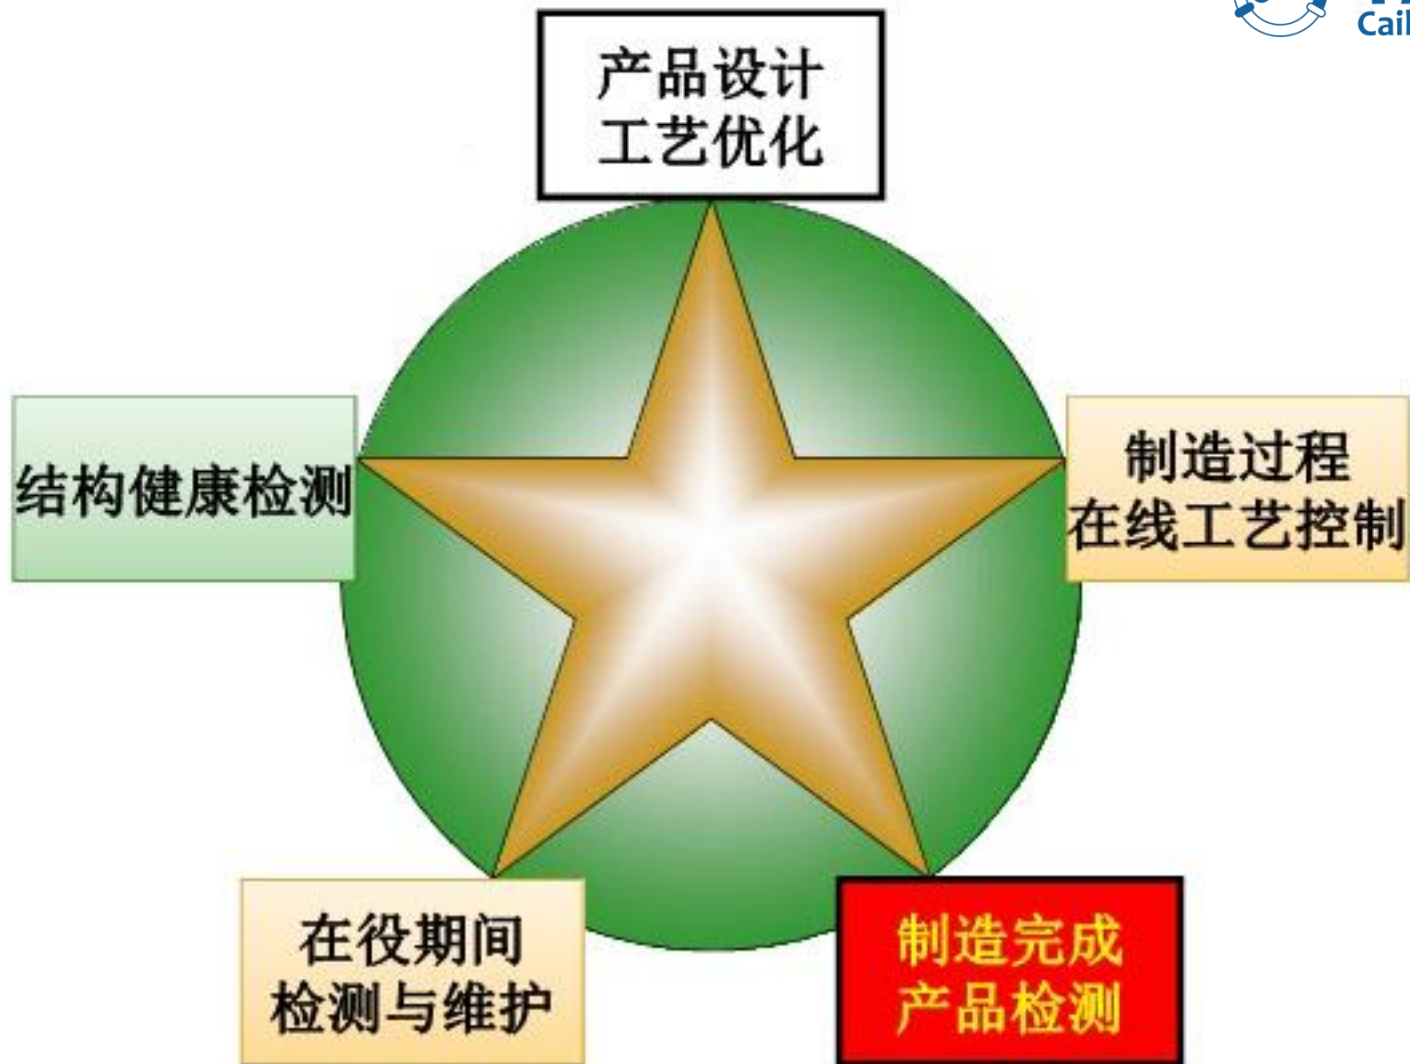 产品设计
工艺优化
结构健康检测
制造过程
在线工艺控制
在役期间
检测与维护
制造完成
产品检测